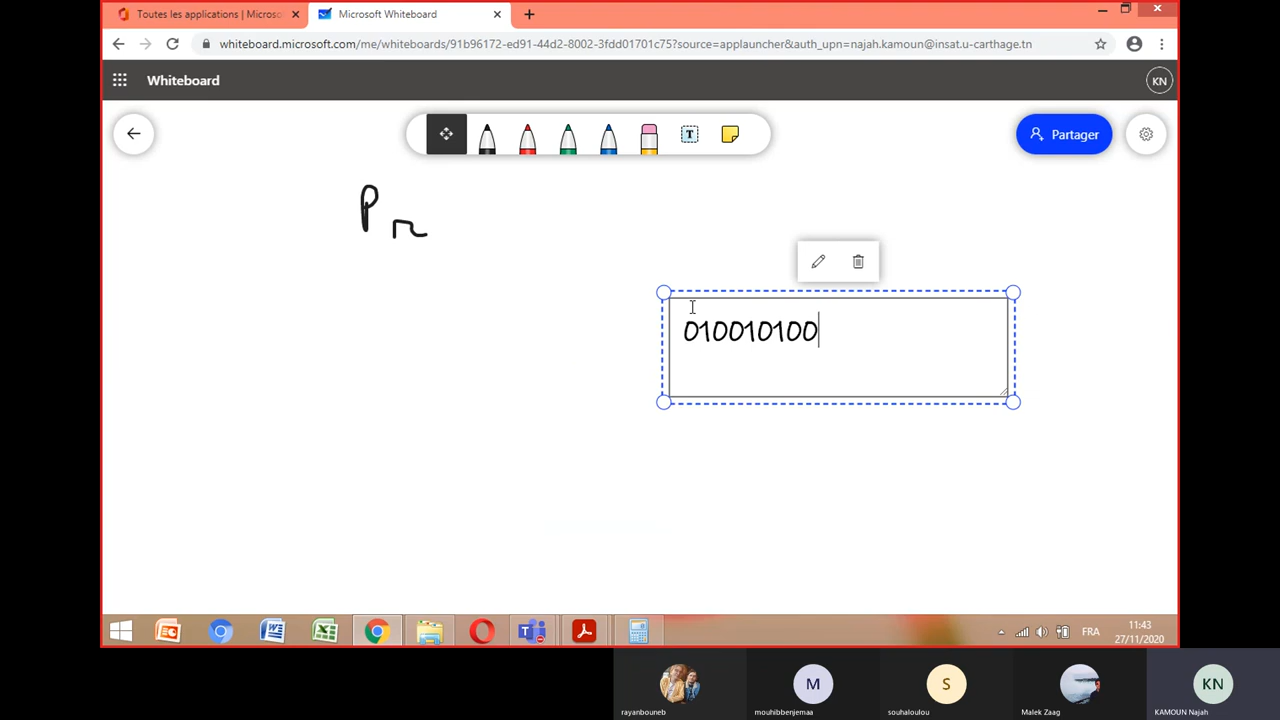 Toutes les applications | Microso
Microsoft Whiteboard
whiteboard.microsoft.com/me/whiteboards/91b96172-ed91-44d2-8002-3fdd01701c75?source=applauncher&auth_upn=najah.kamoun@insat.u-carthage.tn
Whiteboard
KN
T
Partager
P r
010010100
FRA
11:43
27/11/2020
M
S
KN
rayanbouneb
mouhibbenjemaa
souhaloulou
Malek Zaag
KAMOUN Najah